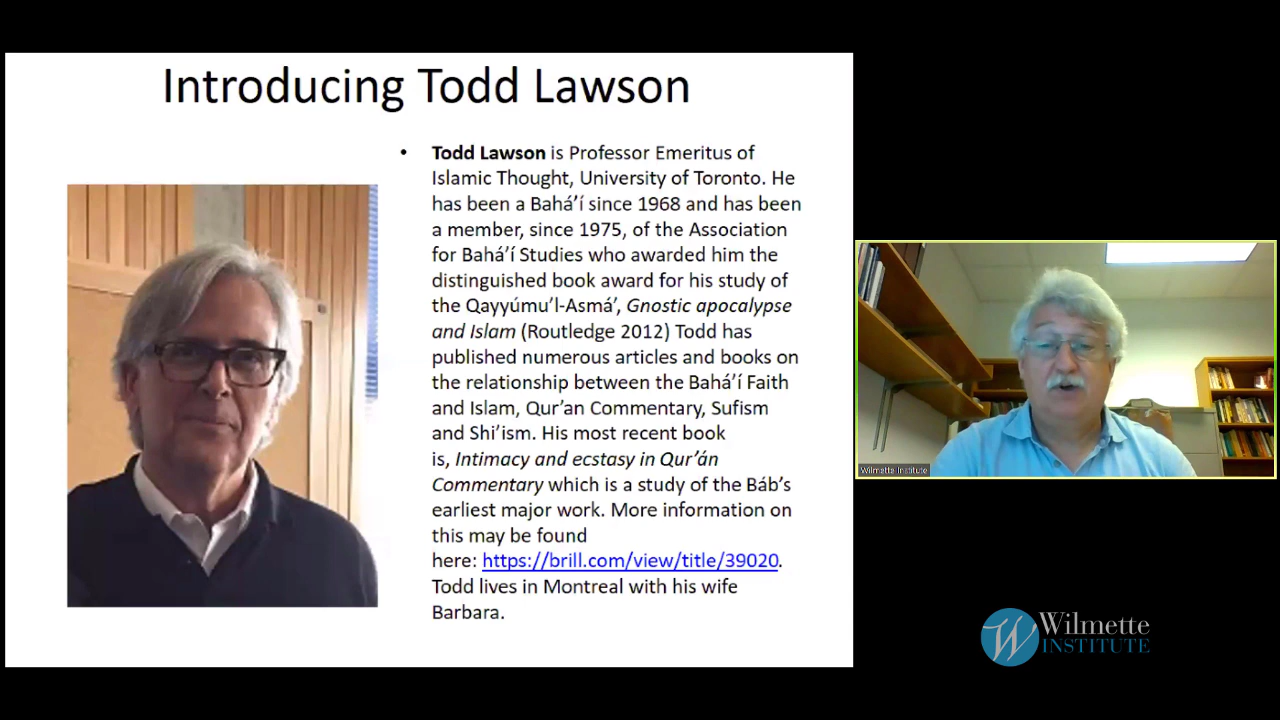 Introducing Todd Lawson
• Todd Lawson is Professor Emeritus of
Islamic Thought, University of Toronto. He
has been a Bahá’í since 1968 and has been
a member, since 1975, of the Association
for Bahá’í Studies who awarded him the
distinguished book award for his study of
the Qayyúmu’l-Asmá’, Gnostic apocalypse
and Islam (Routledge 2012) Todd has
published numerous articles and books on
the relationship between the Bahá’í Faith
and Islam, Qur’an Commentary, Sufism
and Shi’ism. His most recent book
is, Intimacy and ecstasy in Qur’án
Commentary which is a study of the Báb’s
earliest major work. More information on
this may be found
here: https://brill.com/view/title/39020.
Todd lives in Montreal with his wife
Barbara.
Wilmette Institute
Wilmette
INSTITUTE